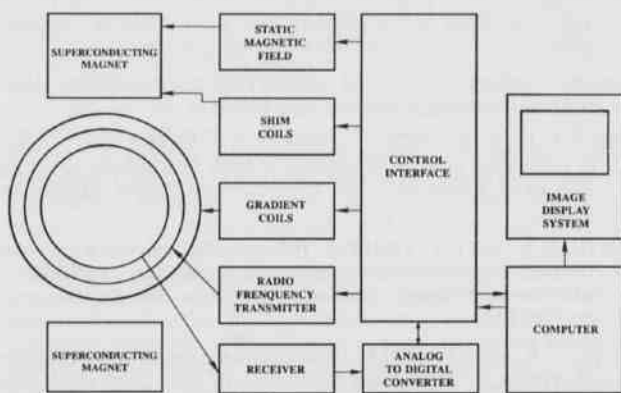 SUPERCONDUCTING
MAGNET
STATIC
MAGNETIC
FIELD
SHIM
COILS
GRADIENT
COILS
RADIO
FRENQUENCY
TRANSMITTER
SUPERCONDUCTING
MAGNET
RECEIVER
CONTROL
INTERFACE
ANALOG
TO DIGITAL
CONVERTER
IMAGE
DISPLAY
SYSTEM
COMPUTER